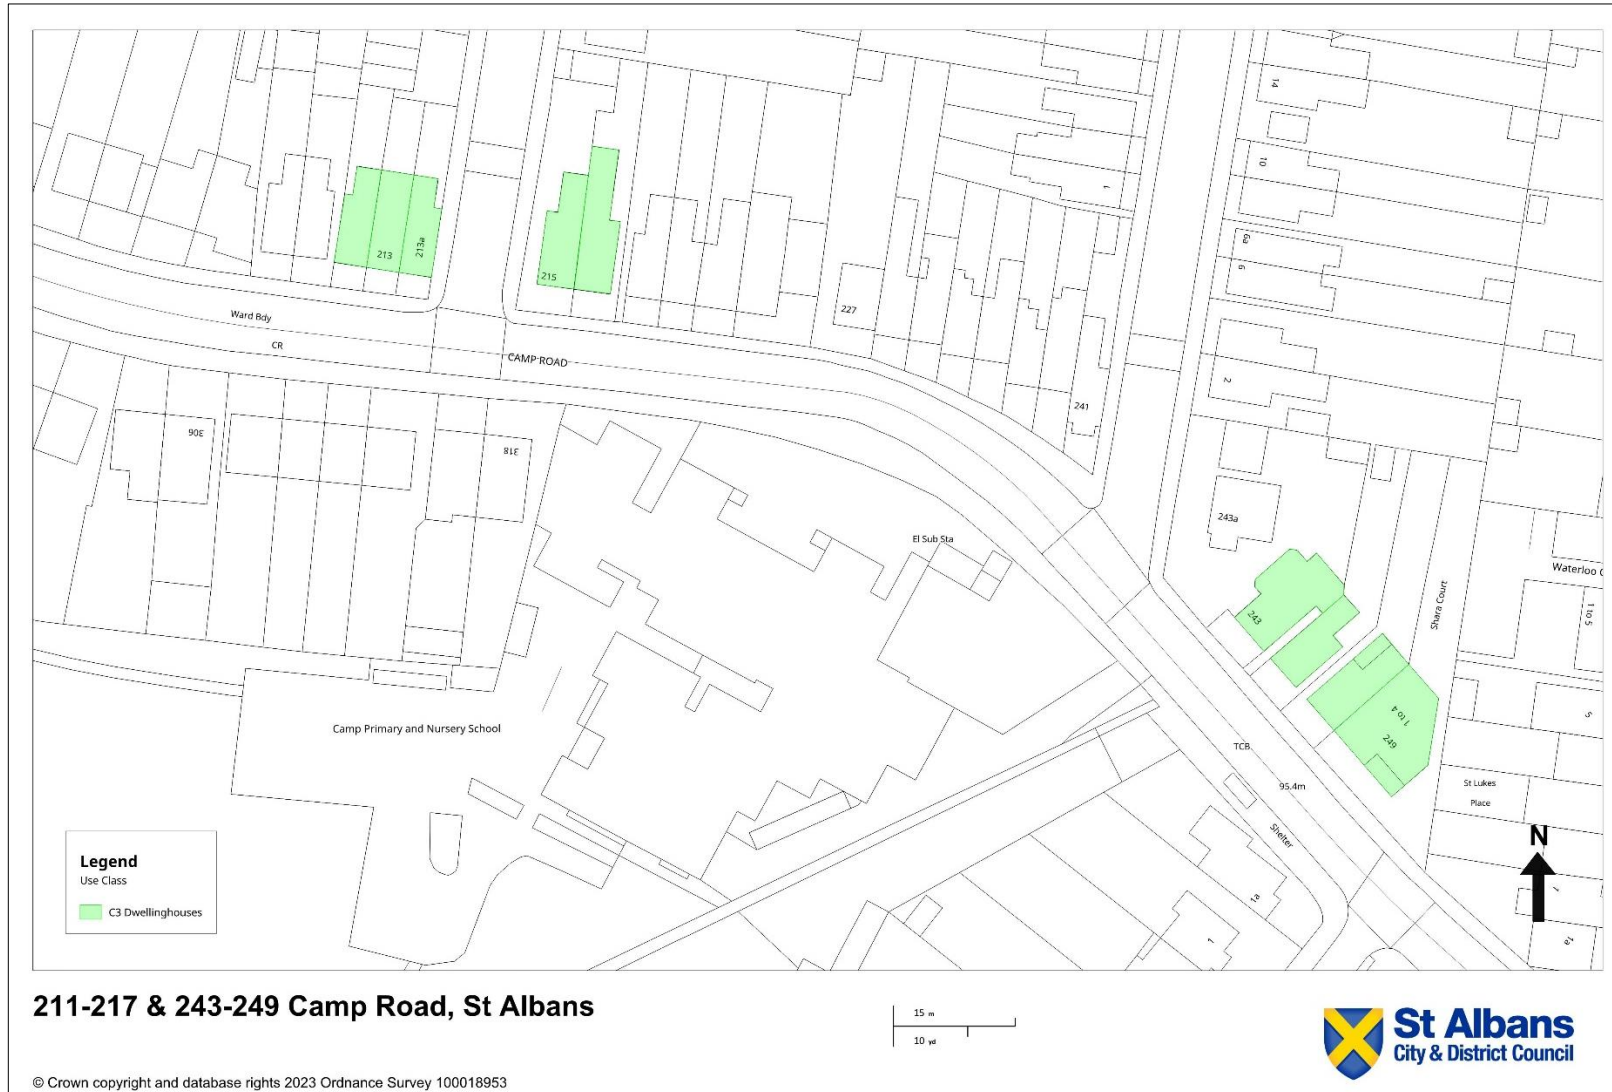 14
10
1
6a
6
213
213a
215
227
Ward Bdy
CR
CAMP ROAD
2
241
306
318
243a
El Sub Sta
Waterloo
Shara Court
1 to 5
243
5
1 to 4
249
Camp Primary and Nursery School
TCB
95.4m
St Lukes
Place
Shelter
N
Legend
Use Class
C3 Dwellinghouses
1
1a
1
1a
211-217 & 243-249 Camp Road, St Albans
15 m
10 yd
St Albans
City & District Council
© Crown copyright and database rights 2023 Ordnance Survey 100018953